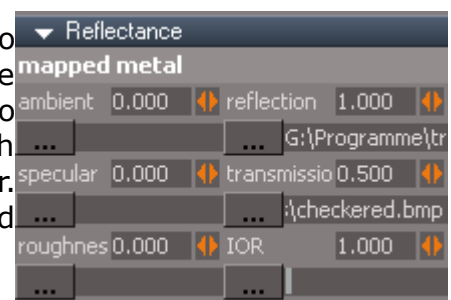 o
▼ Reflectance
e
mapped metal
o
ambient 0.000 reflection 1.000
h
... ... G:\Programme\tr
r.
specular 0.000 transmissio 0.500
d
... ... :\checkered.bmp
roughnes 0.000 IOR 1.000
... ...